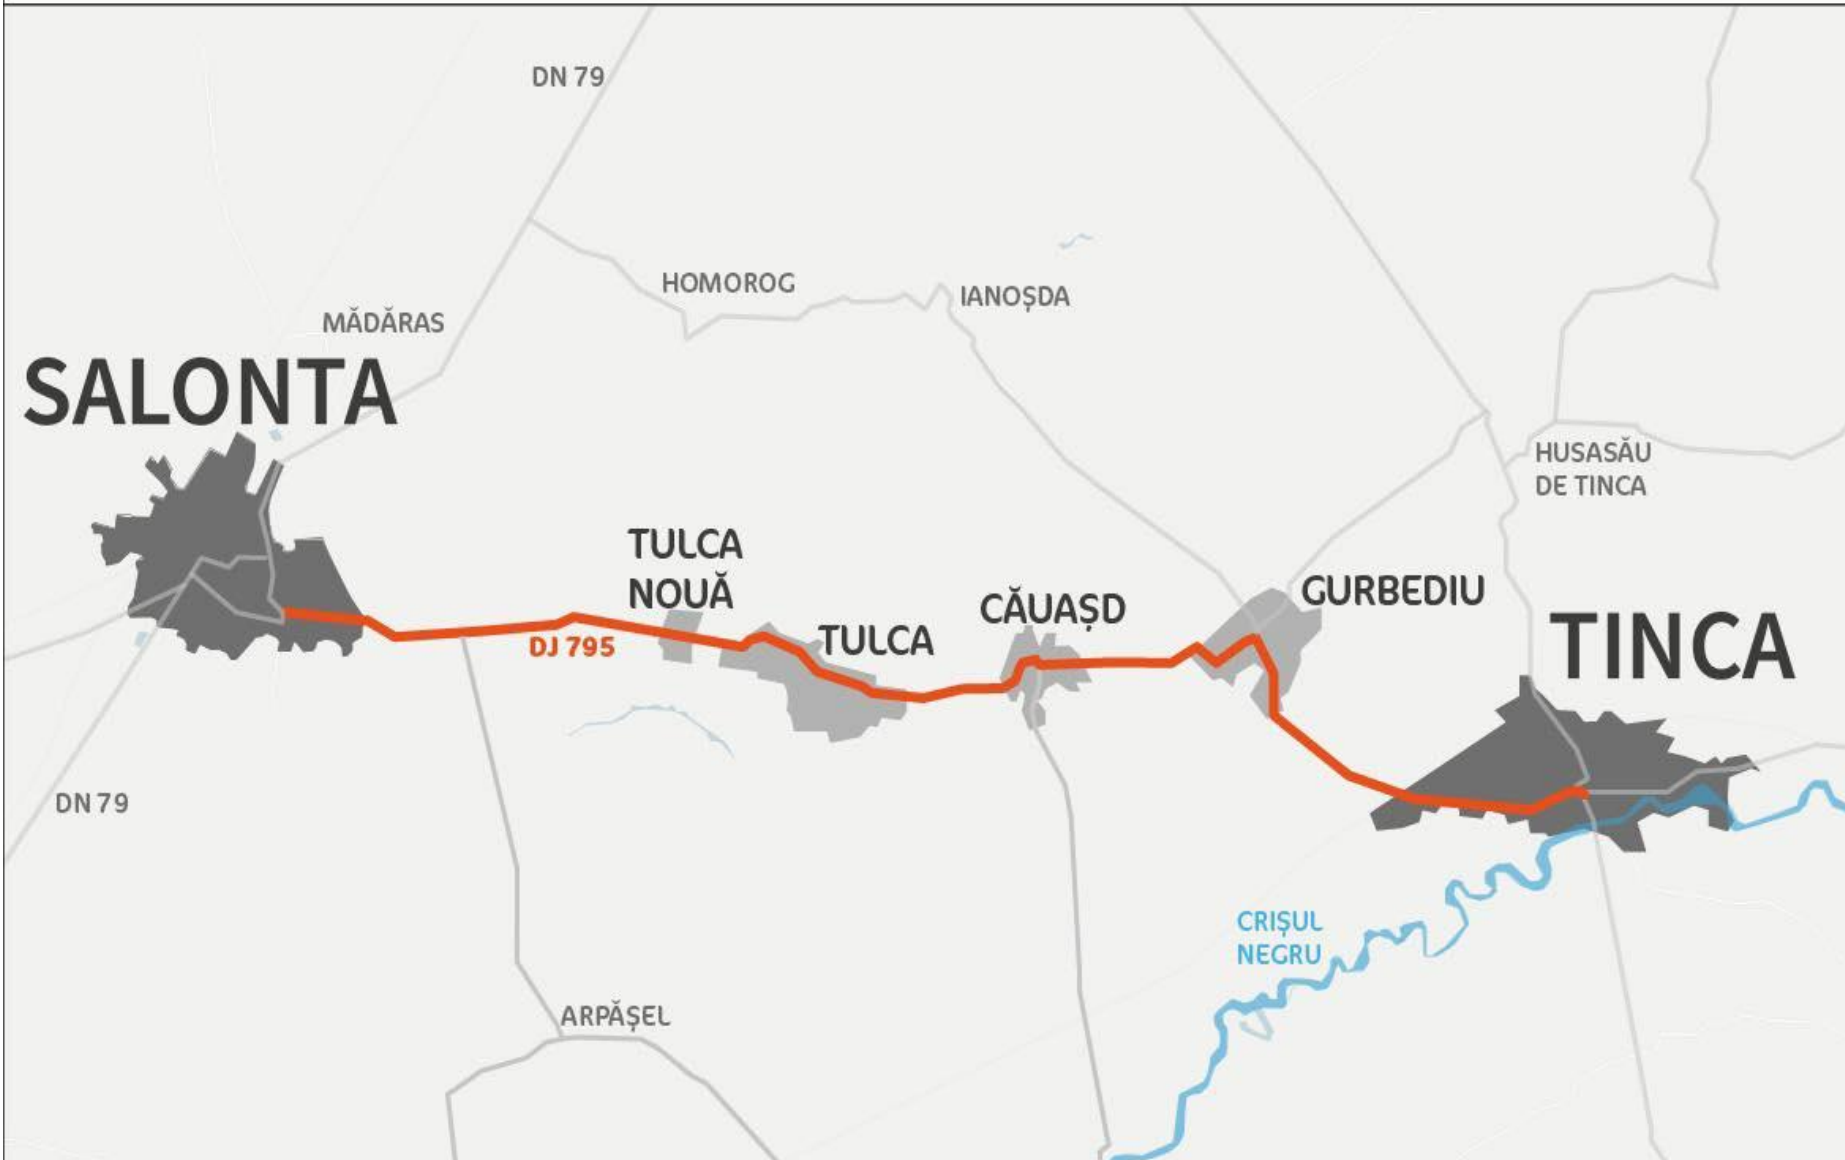 DN 79
HOMOROG
IANOȘDA
MĂDĂRAS
SALONTA
HUSASĂU
DE TINCA
TULCA
NOUĂ
CĂUAȘD
GURBEDIU
TULCA
DJ 795
TINCA
DN 79
CRIȘUL
NEGRU
ARPĂȘEL